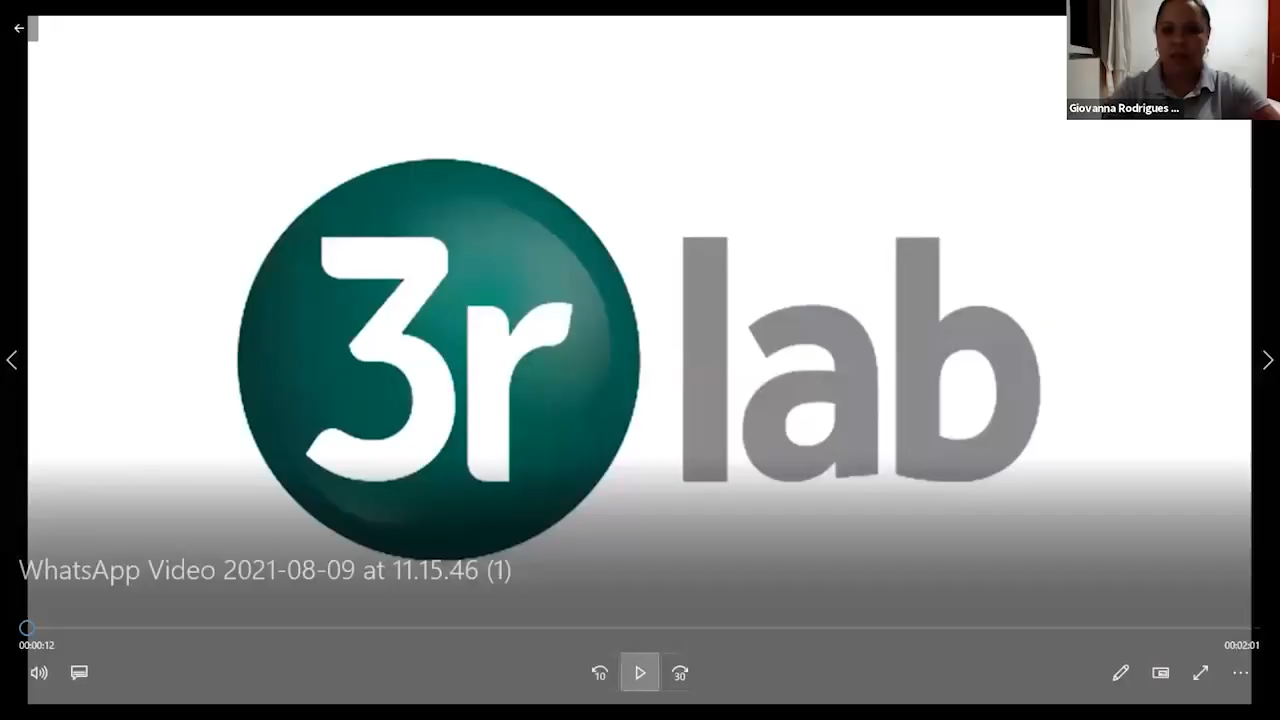 Giovanna Rodrigues ...
3r lab
WhatsApp Video 2021-08-09 at 11.15.46 (1)
00:00:12
00:02:01
10
30